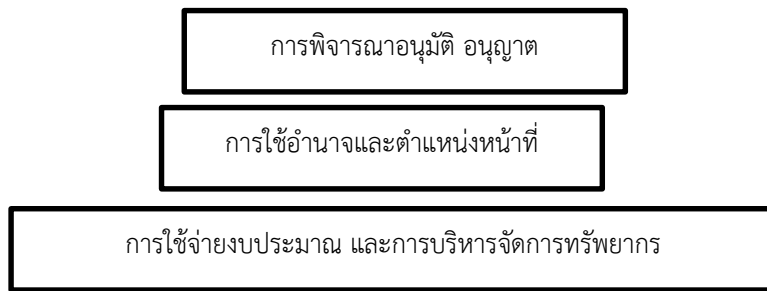 การพิจารณาอนุมัติ อนุญาต
การใช้อำนาจและตำแหน่งหน้าที่
การใช้จ่ายงบประมาณ และการบริหารจัดการทรัพยากร